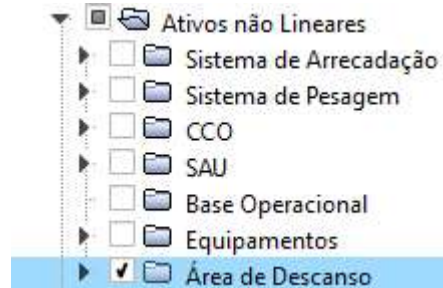 Ativos não Lineares
Sistema de Arrecadação
Sistema de Pesagem
CCO
SAU
Base Operacional
Equipamentos
Área de Descanso